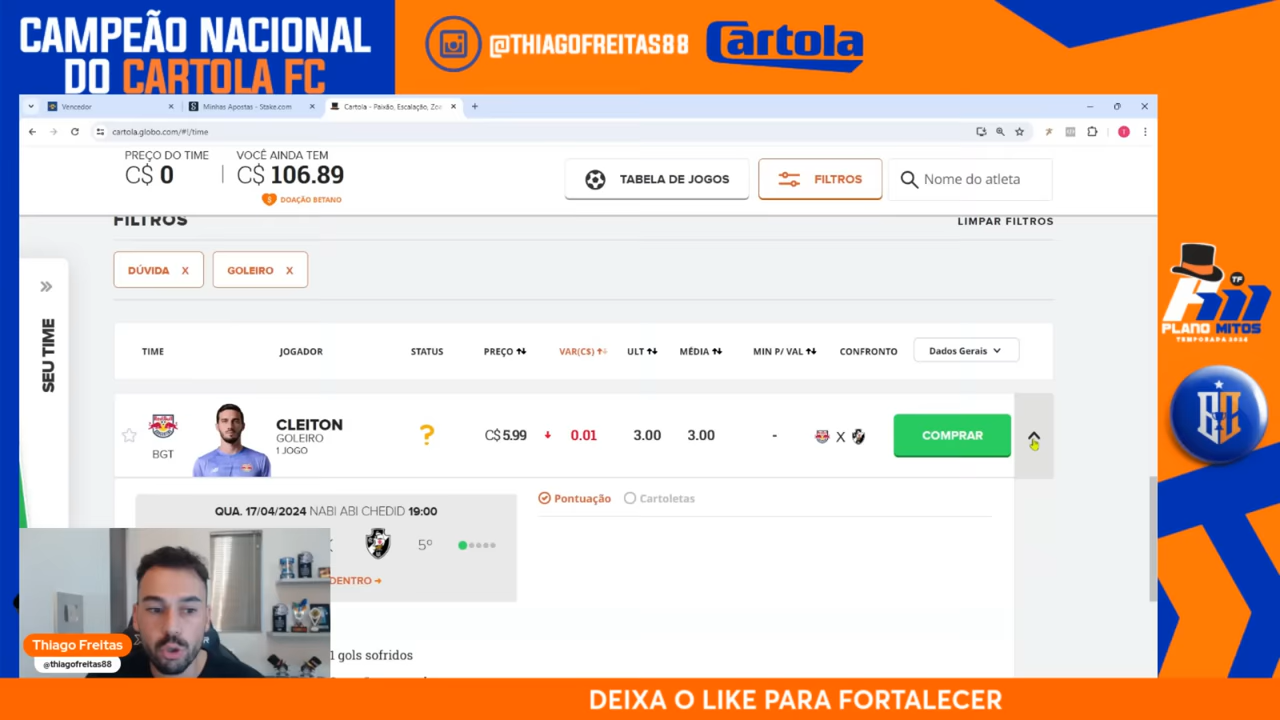 CAMPEÃO NACIONAL
DO CARTOLA FC
@THIAGOFREITAS88
Cartola
Vencedor
Minhas Apostas - Stake.com
Cartola - Paixão, Escalação, Zoa
cartola.globo.com/#!/time
PREÇO DO TIME
C$ 0
VOCÊ AINDA TEM
C$ 106.89
DOAÇÃO BETANO
TABELA DE JOGOS
FILTROS
Nome do atleta
FILTROS
LIMPAR FILTROS
DÚVIDA X
GOLEIRO X
SEU TIME
TIME JOGADOR STATUS PREÇO VAR(C$) ULT MÉDIA MIN P/ VAL CONFRONTO Dados Gerais
BGT
CLEITON
GOLEIRO
1 JOGO
?
C$ 5.99
0.01
3.00
3.00
-
X
COMPRAR
QUA. 17/04/2024 NABI ABI CHEDID 19:00
5º
DENTRO
Pontuação
Cartoletas
1 gols sofridos
Thiago Freitas
@thiagofreitas88
TF
PLANO MITOS
TEMPORADA 2024
DEIXA O LIKE PARA FORTALECER